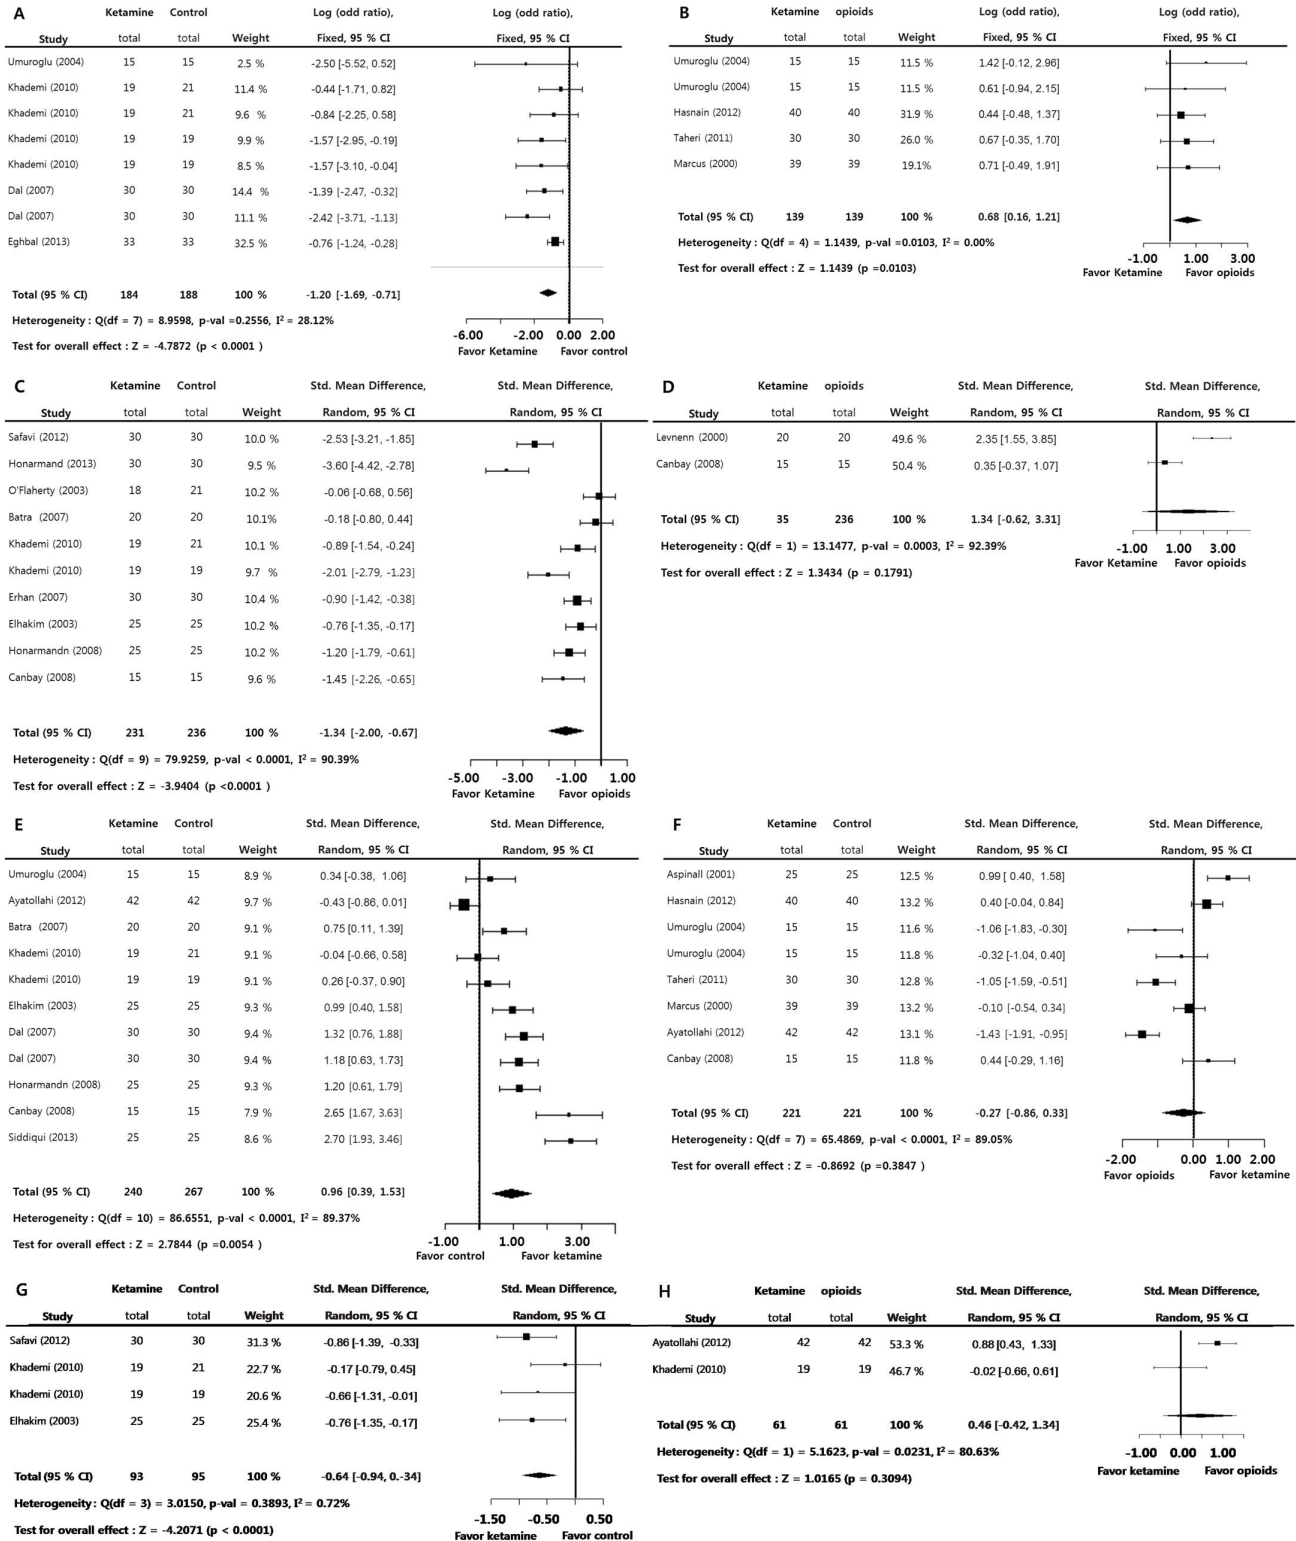 A Ketamine Control Log (odd ratio), Log (odd ratio),
Study total total Weight Fixed, 95 % CI Fixed, 95 % CI
Umuroglu (2004) 15 15 2.5 % -2.50 [-5.52, 0.52]
Khademi (2010) 19 21 11.4 % -0.44 [-1.71, 0.82]
Khademi (2010) 19 21 9.6 % -0.84 [-2.25, 0.58]
Khademi (2010) 19 19 9.9 % -1.57 [-2.95, -0.19]
Khademi (2010) 19 19 8.5 % -1.57 [-3.10, -0.04]
Dal (2007) 30 30 14.4 % -1.39 [-2.47, -0.32]
Dal (2007) 30 30 11.1 % -2.42 [-3.71, -1.13]
Eghbal (2013) 33 33 32.5 % -0.76 [-1.24, -0.28]
Total (95 % CI) 184 188 100 % -1.20 [-1.69, -0.71]
Heterogeneity : Q(df = 7) = 8.9598, p-val =0.2556, I² = 28.12%
Test for overall effect : Z = -4.7872 (p < 0.0001 )
-6.00 -2.00 0.00 2.00
Favor Ketamine Favor control
B Ketamine opioids Log (odd ratio), Log (odd ratio),
Study total total Weight Fixed, 95 % CI Fixed, 95 % CI
Umuroglu (2004) 15 15 11.5 % 1.42 [-0.12, 2.96]
Umuroglu (2004) 15 15 11.5 % 0.61 [-0.94, 2.15]
Hasnain (2012) 40 40 31.9 % 0.44 [-0.48, 1.37]
Taheri (2011) 30 30 26.0 % 0.67 [-0.35, 1.70]
Marcus (2000) 39 39 19.1% 0.71 [-0.49, 1.91]
Total (95 % CI) 139 139 100 % 0.68 [0.16, 1.21]
Heterogeneity : Q(df = 4) = 1.1439, p-val =0.0103, I² = 0.00%
Test for overall effect : Z = 1.1439 (p =0.0103)
-1.00 1.00 3.00
Favor Ketamine Favor opioids
C Ketamine Control Std. Mean Difference, Std. Mean Difference,
Study total total Weight Random, 95 % CI Random, 95 % CI
Safavi (2012) 30 30 10.0 % -2.53 [-3.21, -1.85]
Honarmand (2013) 30 30 9.5 % -3.60 [-4.42, -2.78]
O'Flaherty (2003) 18 21 10.2 % -0.06 [-0.68, 0.56]
Batra (2007) 20 20 10.1% -0.18 [-0.80, 0.44]
Khademi (2010) 19 21 10.1 % -0.89 [-1.54, -0.24]
Khademi (2010) 19 19 9.7 % -2.01 [-2.79, -1.23]
Erhan (2007) 30 30 10.4 % -0.90 [-1.42, -0.38]
Elhakim (2003) 25 25 10.2 % -0.76 [-1.35, -0.17]
Honarmandn (2008) 25 25 10.2 % -1.20 [-1.79, -0.61]
Canbay (2008) 15 15 9.6 % -1.45 [-2.26, -0.65]
Total (95 % CI) 231 236 100 % -1.34 [-2.00, -0.67]
Heterogeneity : Q(df = 9) = 79.9259, p-val < 0.0001, I² = 90.39%
Test for overall effect : Z = -3.9404 (p <0.0001 )
-5.00 -3.00 -1.00 1.00
Favor Ketamine Favor opioids
D Ketamine opioids Std. Mean Difference, Std. Mean Difference,
Study total total Weight Random, 95 % CI Random, 95 % CI
Levnenn (2000) 20 20 49.6 % 2.35 [1.55, 3.85]
Canbay (2008) 15 15 50.4 % 0.35 [-0.37, 1.07]
Total (95 % CI) 35 236 100 % 1.34 [-0.62, 3.31]
Heterogeneity : Q(df = 1) = 13.1477, p-val = 0.0003, I² = 92.39%
Test for overall effect : Z = 1.3434 (p = 0.1791)
-1.00 1.00 3.00
Favor Ketamine Favor opioids
E Ketamine Control Std. Mean Difference, Std. Mean Difference,
Study total total Weight Random, 95 % CI Random, 95 % CI
Umuroglu (2004) 15 15 8.9 % 0.34 [-0.38, 1.06]
Ayatollahi (2012) 42 42 9.7 % -0.43 [-0.86, 0.01]
Batra (2007) 20 20 9.1 % 0.75 [0.11, 1.39]
Khademi (2010) 19 21 9.1 % -0.04 [-0.66, 0.58]
Khademi (2010) 19 19 9.1 % 0.26 [-0.37, 0.90]
Elhakim (2003) 25 25 9.3 % 0.99 [0.40, 1.58]
Dal (2007) 30 30 9.4 % 1.32 [0.76, 1.88]
Dal (2007) 30 30 9.4 % 1.18 [0.63, 1.73]
Honarmandn (2008) 25 25 9.3 % 1.20 [0.61, 1.79]
Canbay (2008) 15 15 7.9 % 2.65 [1.67, 3.63]
Siddiqui (2013) 25 25 8.6 % 2.70 [1.93, 3.46]
Total (95 % CI) 240 267 100 % 0.96 [0.39, 1.53]
Heterogeneity : Q(df = 10) = 86.6551, p-val < 0.0001, I² = 89.37%
Test for overall effect : Z = 2.7844 (p =0.0054 )
-1.00 1.00 3.00
Favor control Favor ketamine
F Ketamine Control Std. Mean Difference, Std. Mean Difference,
Study total total Weight Random, 95 % CI Random, 95 % CI
Aspinall (2001) 25 25 12.5 % 0.99 [ 0.40, 1.58]
Hasnain (2012) 40 40 13.2 % 0.40 [-0.04, 0.84]
Umuroglu (2004) 15 15 11.6 % -1.06 [-1.83, -0.30]
Umuroglu (2004) 15 15 11.8 % -0.32 [-1.04, 0.40]
Taheri (2011) 30 30 12.8 % -1.05 [-1.59, -0.51]
Marcus (2000) 39 39 13.2 % -0.10 [-0.54, 0.34]
Ayatollahi (2012) 42 42 13.1 % -1.43 [-1.91, -0.95]
Canbay (2008) 15 15 11.8 % 0.44 [-0.29, 1.16]
Total (95 % CI) 221 221 100 % -0.27 [-0.86, 0.33]
Heterogeneity : Q(df = 7) = 65.4869, p-val < 0.0001, I² = 89.05%
Test for overall effect : Z = -0.8692 (p =0.3847 )
-2.00 0.00 1.00 2.00
Favor opioids Favor ketamine
G Ketamine Control Std. Mean Difference, Std. Mean Difference,
Study total total Weight Random, 95 % CI Random, 95 % CI
Safavi (2012) 30 30 31.3 % -0.86 [-1.39, -0.33]
Khademi (2010) 19 21 22.7 % -0.17 [-0.79, 0.45]
Khademi (2010) 19 19 20.6 % -0.66 [-1.31, -0.01]
Elhakim (2003) 25 25 25.4 % -0.76 [-1.35, -0.17]
Total (95 % CI) 93 95 100 % -0.64 [-0.94, 0.-34]
Heterogeneity : Q(df = 3) = 3.0150, p-val = 0.3893, I² = 0.72%
Test for overall effect : Z = -4.2071 (p < 0.0001)
-1.50 -0.50 0.50
Favor ketamine Favor control
H Ketamine opioids Std. Mean Difference, Std. Mean Difference,
Study total total Weight Random, 95 % CI Random, 95 % CI
Ayatollahi (2012) 42 42 53.3 % 0.88 [0.43, 1.33]
Khademi (2010) 19 19 46.7 % -0.02 [-0.66, 0.61]
Total (95 % CI) 61 61 100 % 0.46 [-0.42, 1.34]
Heterogeneity : Q(df = 1) = 5.1623, p-val = 0.0231, I² = 80.63%
Test for overall effect : Z = 1.0165 (p = 0.3094)
-1.00 0.00 1.00
Favor ketamine Favor opioids